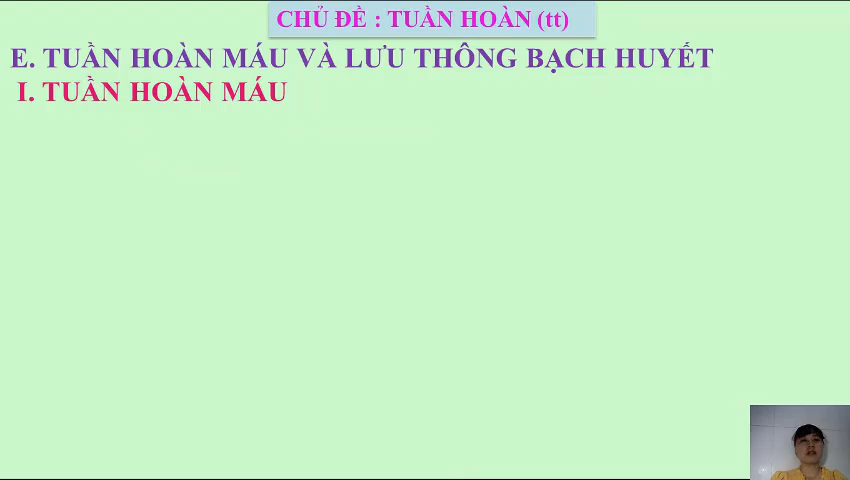 CHỦ ĐỀ : TUẦN HOÀN (tt)
E. TUẦN HOÀN MÁU VÀ LƯU THÔNG BẠCH HUYẾT
I. TUẦN HOÀN MÁU